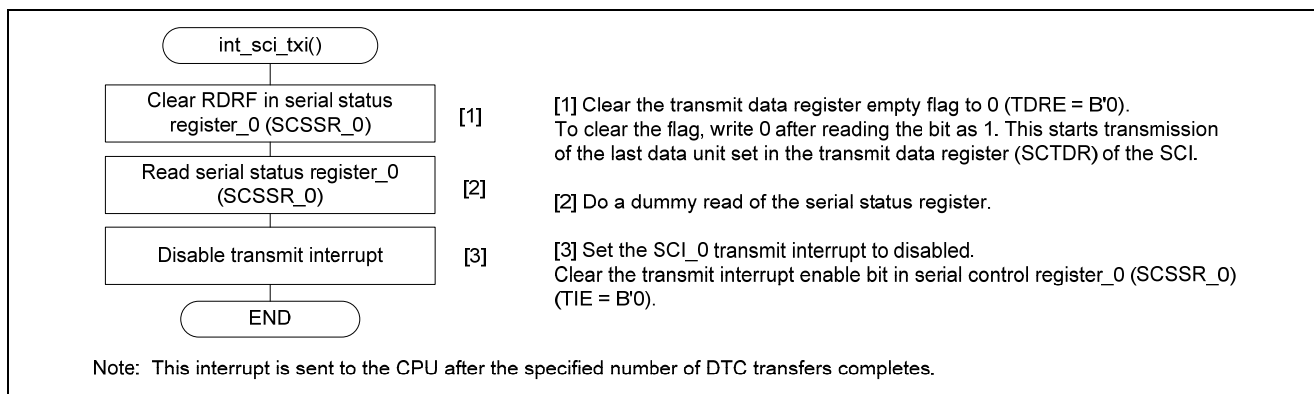 int_sci_txi()
Clear RDRF in serial status
register_0 (SCSSR_0)
[1]
[1] Clear the transmit data register empty flag to 0 (TDRE = B'0).
To clear the flag, write 0 after reading the bit as 1. This starts transmission
of the last data unit set in the transmit data register (SCTDR) of the SCI.
Read serial status register_0
(SCSSR_0)
[2]
[2] Do a dummy read of the serial status register.
Disable transmit interrupt
[3]
[3] Set the SCI_0 transmit interrupt to disabled.
Clear the transmit interrupt enable bit in serial control register_0 (SCSSR_0)
(TIE = B'0).
END
Note: This interrupt is sent to the CPU after the specified number of DTC transfers completes.